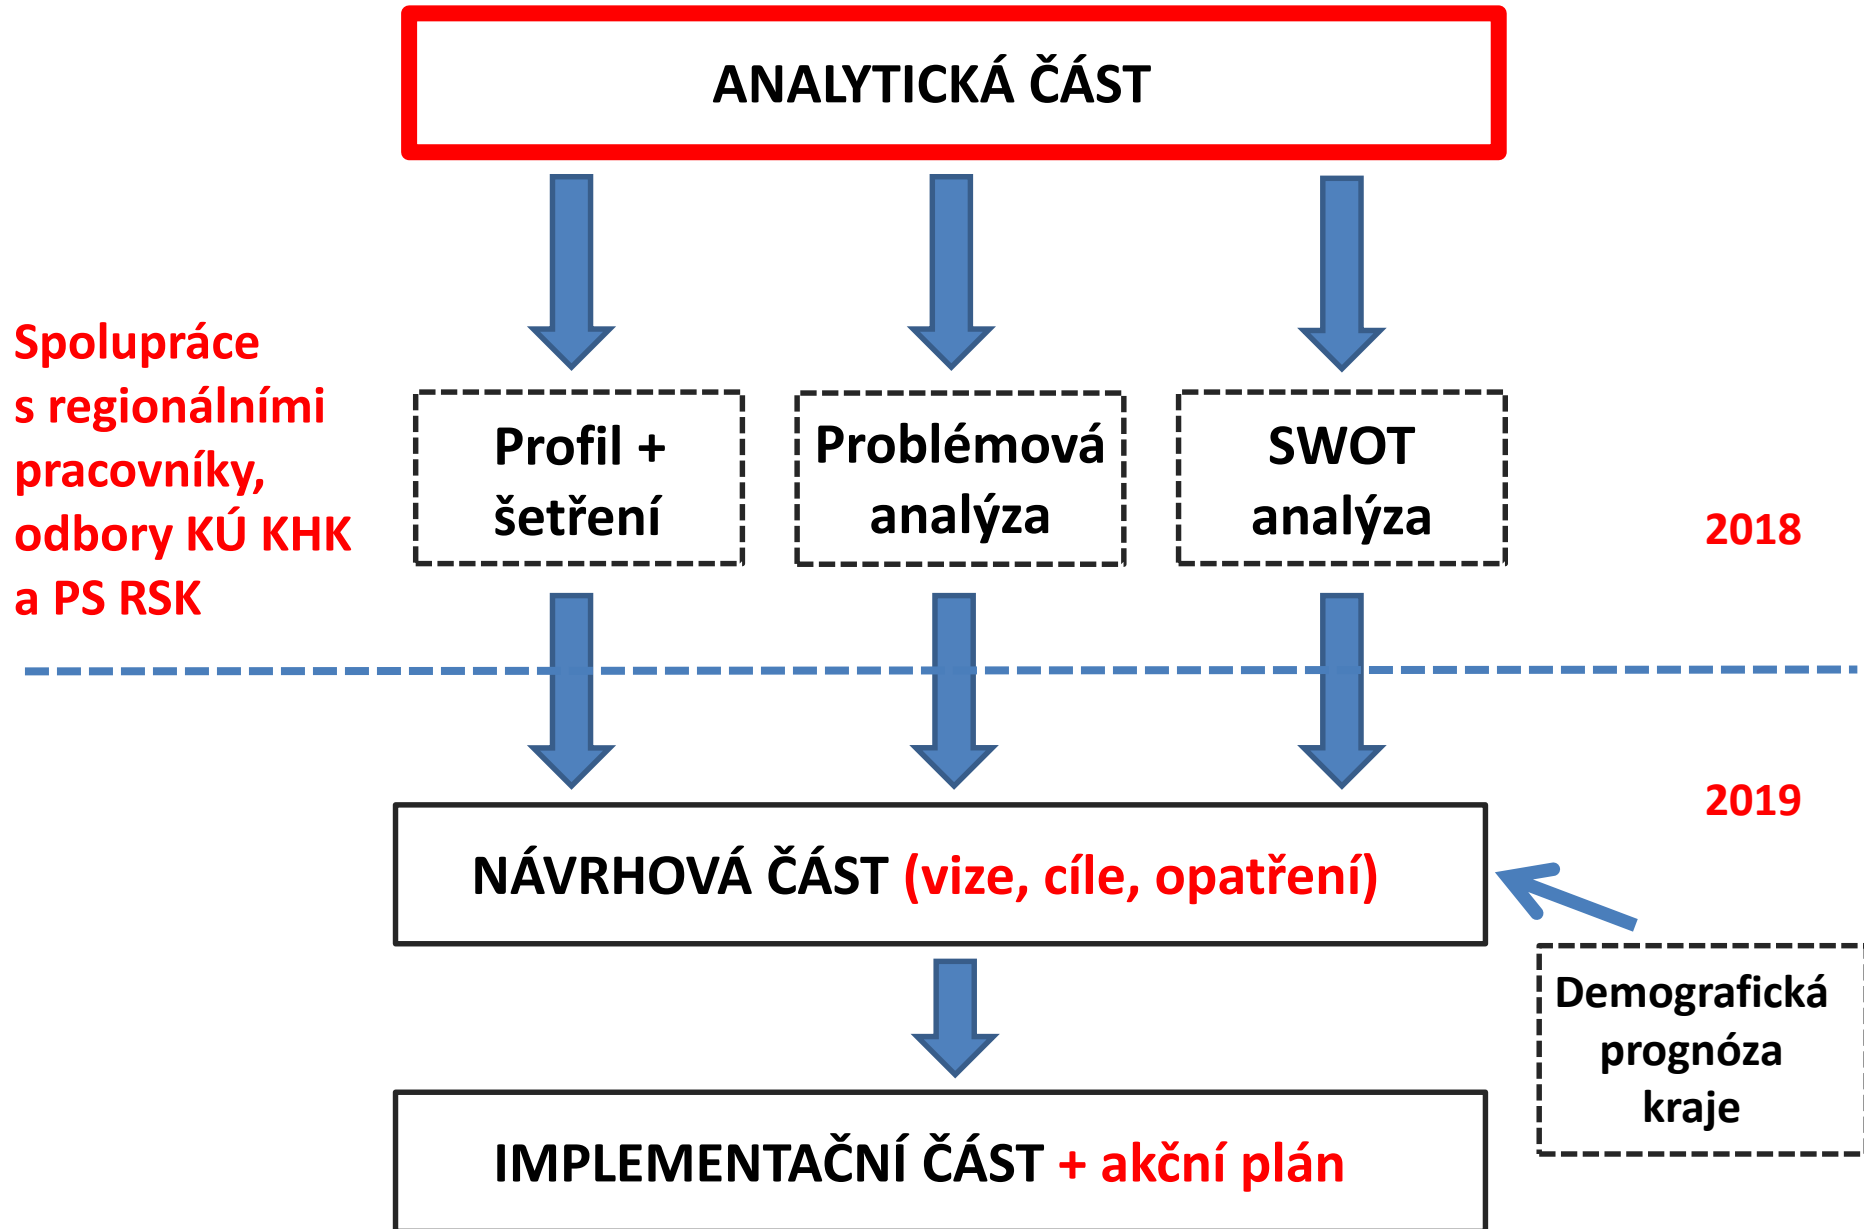 ANALYTICKÁ ČÁST
Spolupráce
s regionálními
pracovníky,
odbory KÚ KHK
a PS RSK
Profil +
šetření
Problémová
analýza
SWOT
analýza
2018
2019
NÁVRHOVÁ ČÁST (vize, cíle, opatření)
Demografická
prognóza
kraje
IMPLEMENTAČNÍ ČÁST + akční plán